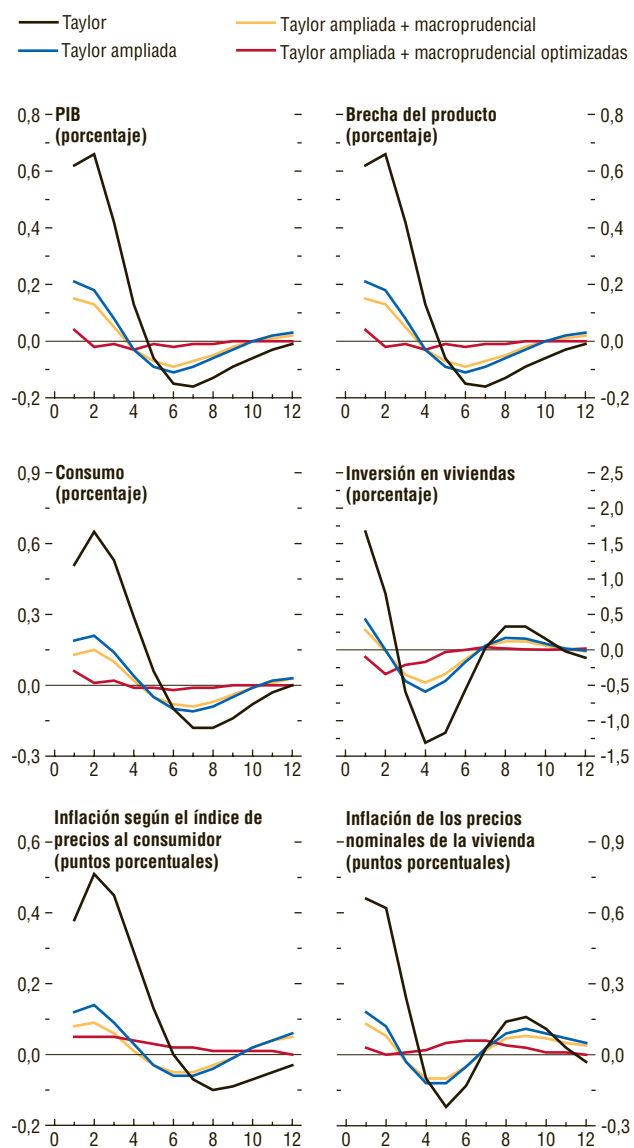 Taylor
Taylor ampliada + macroprudencial
Taylor ampliada
Taylor ampliada + macroprudencial optimizadas
PIB
(porcentaje)
0,8
0,6
0,4
0,2
0,0
-0,2
0 2 4 6 8 10 12
Brecha del producto
(porcentaje)
0,8
0,6
0,4
0,2
0,0
-0,2
0 2 4 6 8 10 12
Consumo
(porcentaje)
0,9
0,6
0,3
0,0
-0,3
0 2 4 6 8 10 12
Inversión en viviendas
(porcentaje)
2,5
2,0
1,5
1,0
0,5
0,0
-0,5
-1,0
-1,5
0 2 4 6 8 10 12
Inflación según el índice de
precios al consumidor
(puntos porcentuales)
0,6
0,4
0,2
0,0
-0,2
0 2 4 6 8 10 12
Inflación de los precios
nominales de la vivienda
(puntos porcentuales)
0,9
0,6
0,3
0,0
-0,3
0 2 4 6 8 10 12